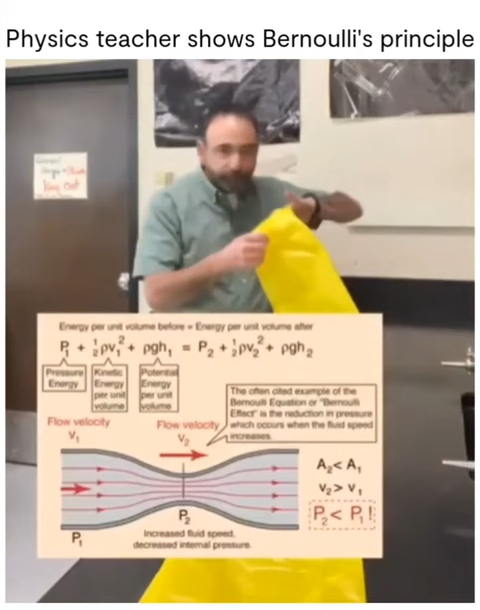 Physics teacher shows Bernoulli's principle
Key Out
Energy per unit volume before = Energy per unit volume after
P₁ + ½ρv₁² + ρgh₁ = P₂ + ½ρv₂² + ρgh₂
Pressure
Energy
Kinetic
Energy
per unit
volume
Potential
Energy
per unit
volume
The often cited example of the
Bernoulli Equation or "Bernoulli
Effect" is the reduction in pressure
which occurs when the fluid speed
increases.
Flow velocity
v₁
Flow velocity
v₂
A₂< A₁
v₂> v₁
P₂< P₁!
P₂
P₁
Increased fluid speed,
decreased internal pressure.